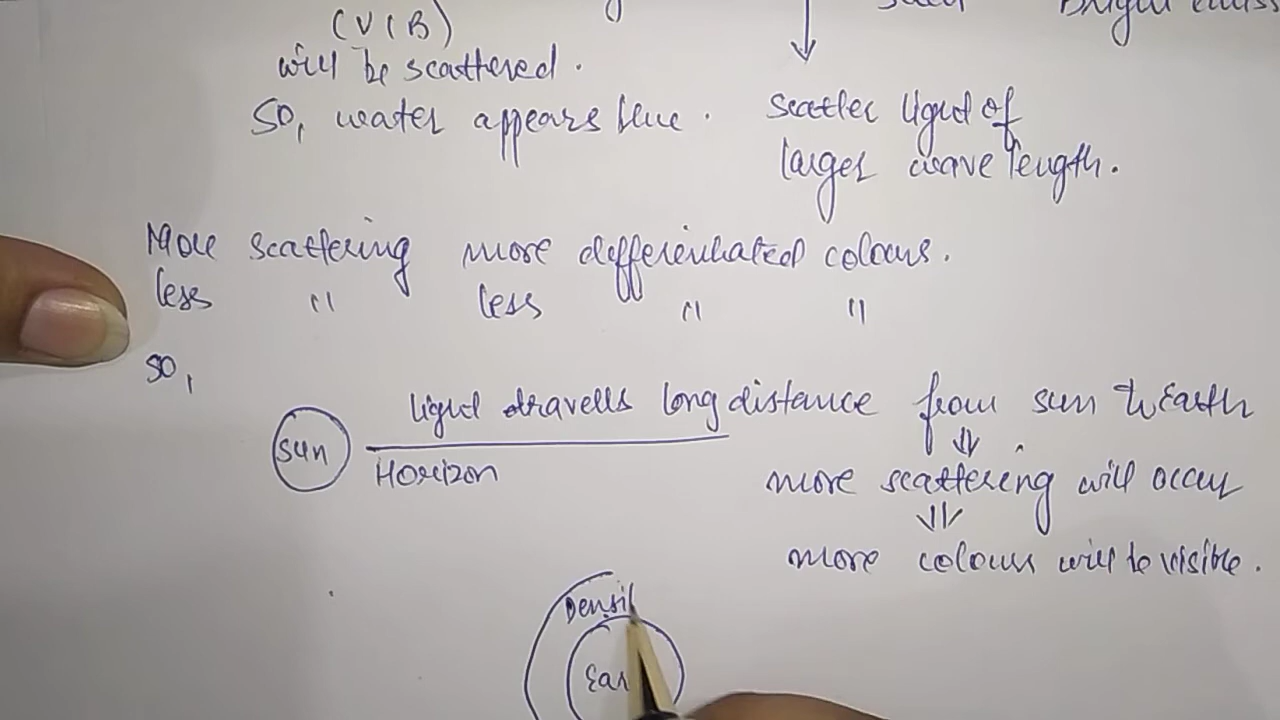 (VIB)
will be scattered.
So, water appears blue.
scatter light of
larger wave length.
More scattering more differentiated colours.
less " less " "
so,
light travells long distance from sun to Earth
sun
Horizon
more scattering will occur
more colours will be visible.
Densi
Ear